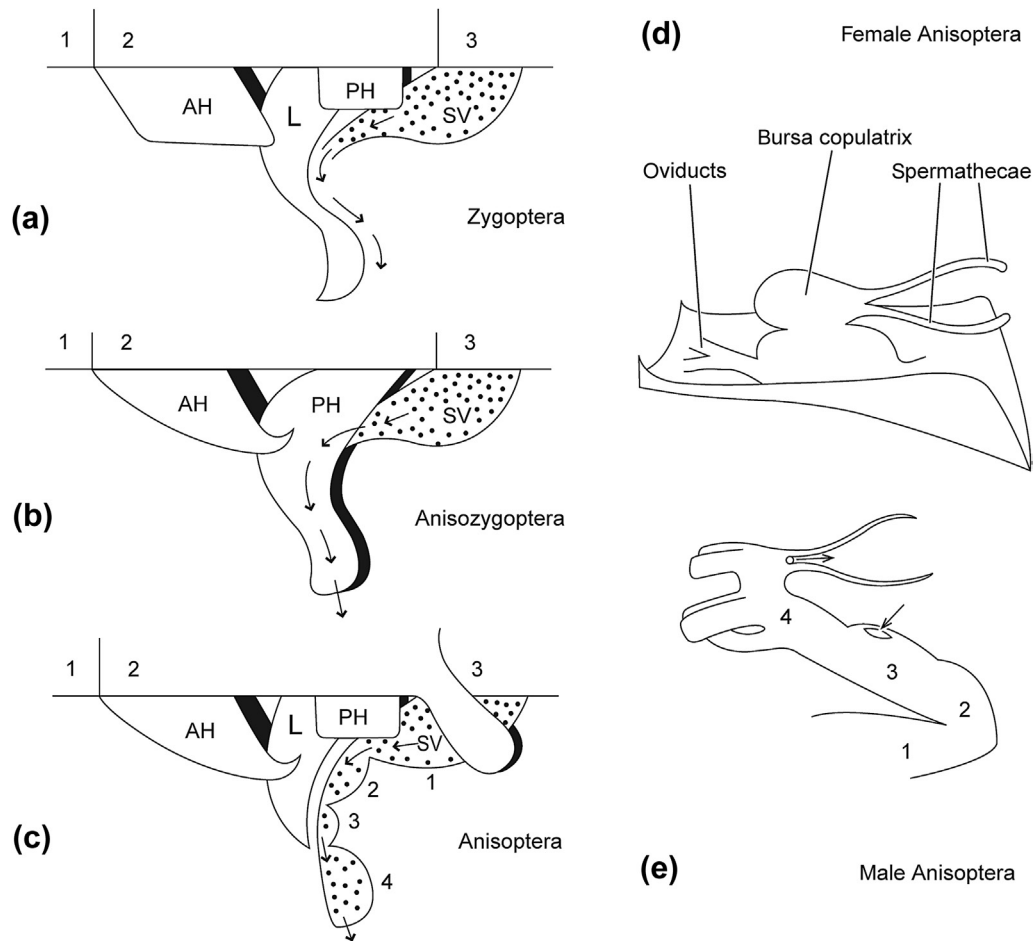 1 2 3
AH L PH SV
(a)
Zygoptera
1 2 3
AH PH SV
(b)
Anisozygoptera
1 2 3
AH L PH SV
1
2
3
4
(c)
Anisoptera
(d)
Female Anisoptera
Bursa copulatrix
Oviducts
Spermathecae
4
3
2
1
(e)
Male Anisoptera